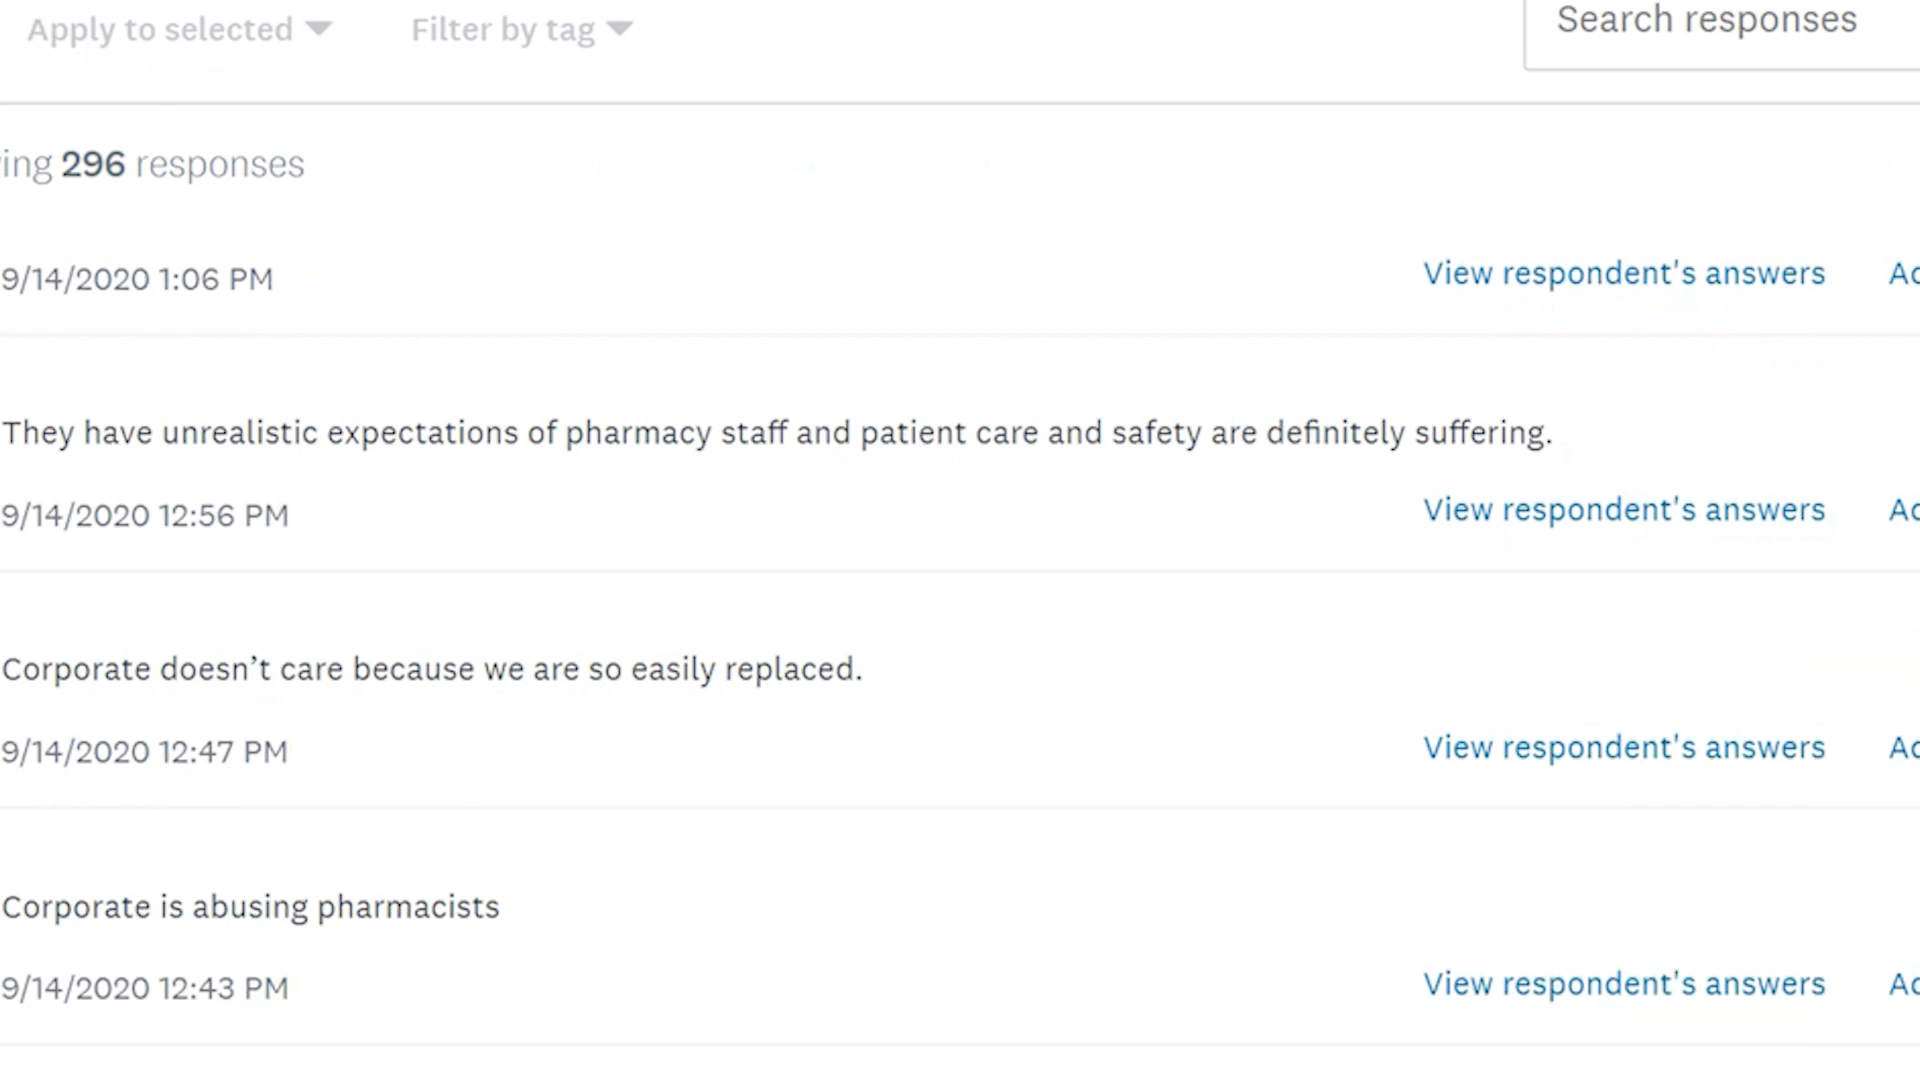 Apply to selected Filter by tag Search responses
ing 296 responses
9/14/2020 1:06 PM View respondent's answers
They have unrealistic expectations of pharmacy staff and patient care and safety are definitely suffering.
9/14/2020 12:56 PM View respondent's answers
Corporate doesn’t care because we are so easily replaced.
9/14/2020 12:47 PM View respondent's answers
Corporate is abusing pharmacists
9/14/2020 12:43 PM View respondent's answers